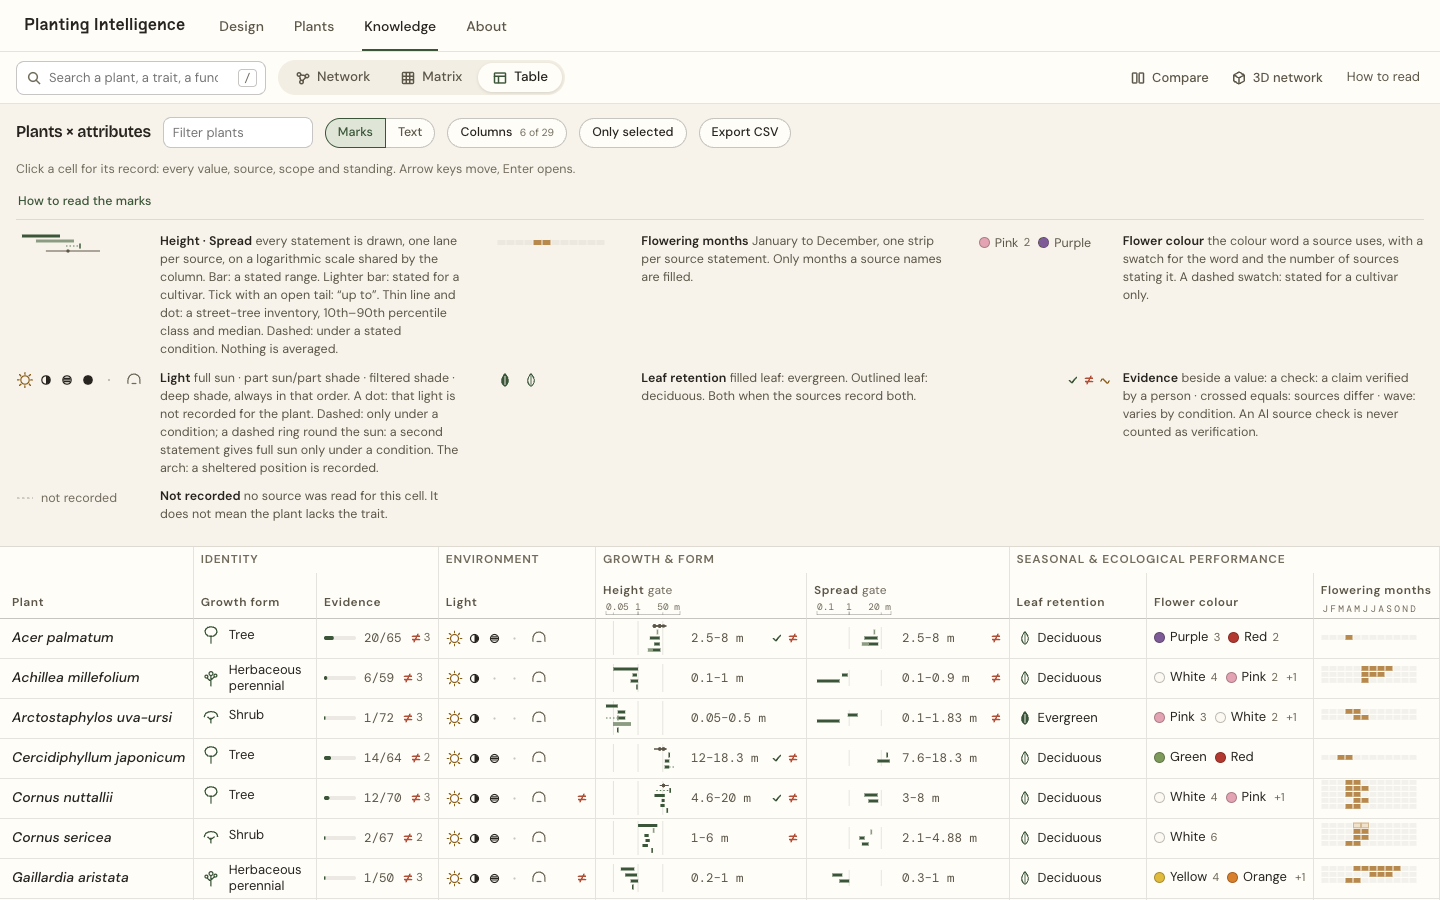 Planting Intelligence Design Plants Knowledge About
Search a plant, a trait, a func / Network Matrix Table Compare 3D network How to read
Plants × attributes Filter plants Marks Text Columns 6 of 29 Only selected Export CSV
Click a cell for its record: every value, source, scope and standing. Arrow keys move, Enter opens.
How to read the marks
Height · Spread every statement is drawn, one lane
per source, on a logarithmic scale shared by the
column. Bar: a stated range. Lighter bar: stated for a
cultivar. Tick with an open tail: “up to”. Thin line and
dot: a street-tree inventory, 10th–90th percentile
class and median. Dashed: under a stated
condition. Nothing is averaged.
Flowering months January to December, one strip
per source statement. Only months a source names
are filled.
Pink 2 Purple
Flower colour the colour word a source uses, with a
swatch for the word and the number of sources
stating it. A dashed swatch: stated for a cultivar
only.
Light full sun · part sun/part shade · filtered shade ·
deep shade, always in that order. A dot: that light is
not recorded for the plant. Dashed: only under a
condition; a dashed ring round the sun: a second
statement gives full sun only under a condition. The
arch: a sheltered position is recorded.
Leaf retention filled leaf: evergreen. Outlined leaf:
deciduous. Both when the sources record both.
Evidence beside a value: a check: a claim verified
by a person · crossed equals: sources differ · wave:
varies by condition. An AI source check is never
counted as verification.
not recorded
Not recorded no source was read for this cell. It
does not mean the plant lacks the trait.
IDENTITY ENVIRONMENT GROWTH & FORM SEASONAL & ECOLOGICAL PERFORMANCE
Plant Growth form Evidence Light Height gate Spread gate Leaf retention Flower colour Flowering months
0.05 1 50 m 0.1 1 20 m J F M A M J J A S O N D
Acer palmatum Tree 20/65 ≠ 3 2.5–8 m ≠ 2.5–8 m ≠ Deciduous Purple 3 Red 2
Achillea millefolium Herbaceous perennial 6/59 ≠ 3 0.1–1 m 0.1–0.9 m ≠ Deciduous White 4 Pink 2 +1
Arctostaphylos uva-ursi Shrub 1/72 ≠ 3 0.05–0.5 m 0.1–1.83 m ≠ Evergreen Pink 3 White 2 +1
Cercidiphyllum japonicum Tree 14/64 ≠ 2 12–18.3 m ≠ 7.6–18.3 m Deciduous Green Red
Cornus nuttallii Tree 12/70 ≠ 3 ≠ 4.6–20 m ≠ 3–8 m Deciduous White 4 Pink +1
Cornus sericea Shrub 2/67 ≠ 2 1–6 m ≠ 2.1–4.88 m Deciduous White 6
Gaillardia aristata Herbaceous perennial 1/50 ≠ 3 ≠ 0.2–1 m 0.3–1 m Deciduous Yellow 4 Orange +1